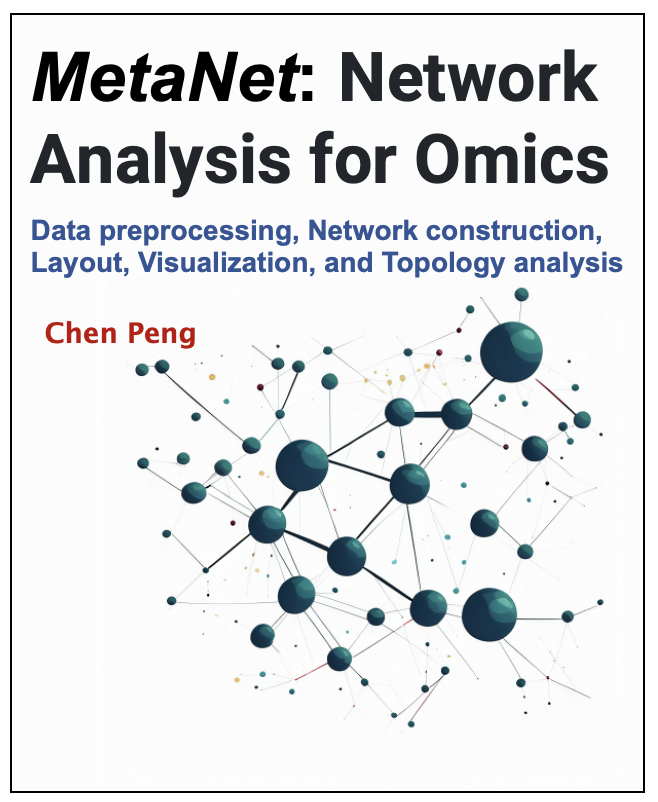 MetaNet: Network
Analysis for Omics
Data preprocessing, Network construction,
Layout, Visualization, and Topology analysis
Chen Peng